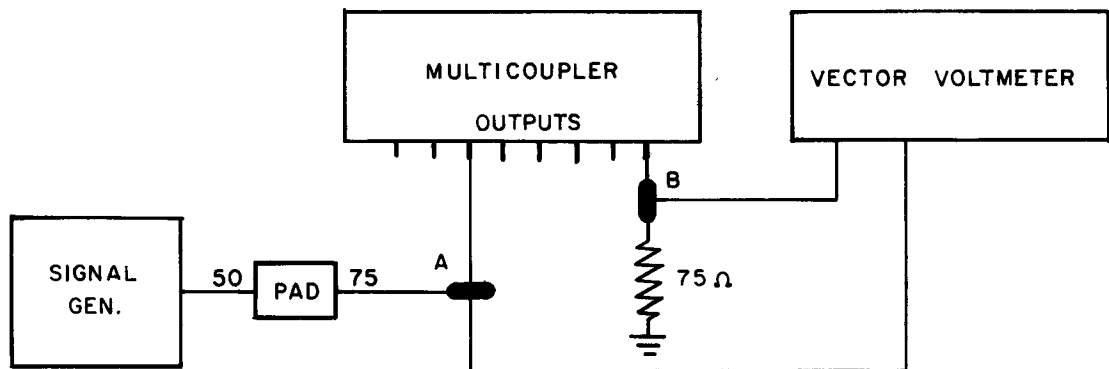 MULTICOUPLER
OUTPUTS
VECTOR VOLTMETER
B
A
SIGNAL
GEN.
50
PAD
75
75 Ω